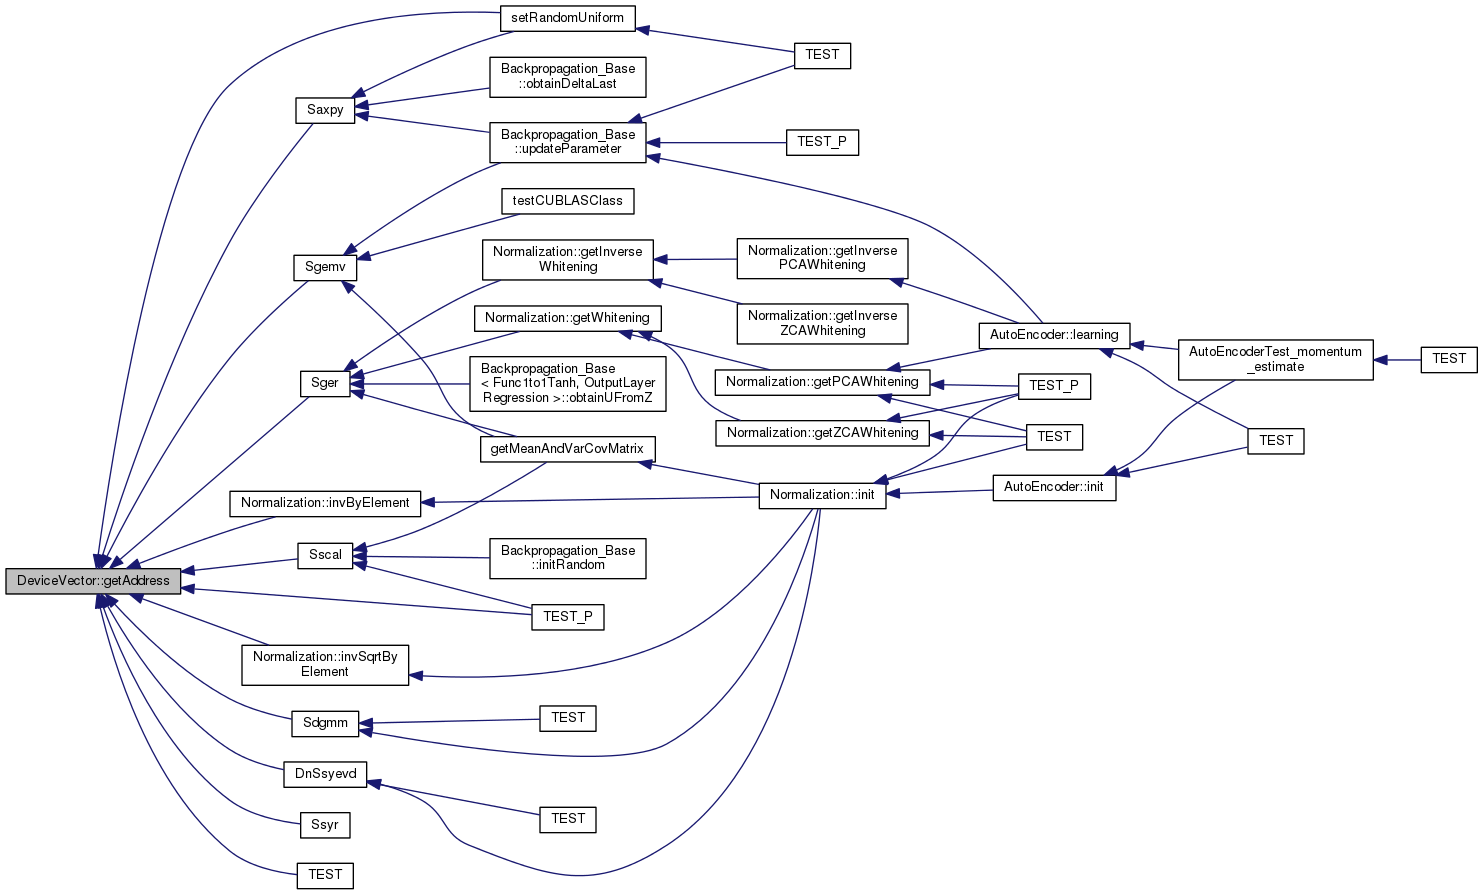 setRandomUniform
TEST
Backpropagation_Base
::obtainDeltaLast
Saxpy
Backpropagation_Base
::updateParameter
TEST_P
testCUBLASClass
Sgemv
Normalization::getInverse
Whitening
Normalization::getInverse
PCAWhitening
Normalization::getWhitening
Normalization::getInverse
ZCAWhitening
AutoEncoder::learning
AutoEncoderTest_momentum
_estimate
TEST
Sger
Backpropagation_Base
< Func1to1Tanh, OutputLayer
Regression >::obtainUFromZ
Normalization::getPCAWhitening
TEST_P
Normalization::getZCAWhitening
TEST
TEST
getMeanAndVarCovMatrix
Normalization::invByElement
Normalization::init
AutoEncoder::init
Sscal
Backpropagation_Base
::initRandom
DeviceVector::getAddress
TEST_P
Normalization::invSqrtBy
Element
Sdgmm
TEST
DnSsyevd
TEST
Ssyr
TEST